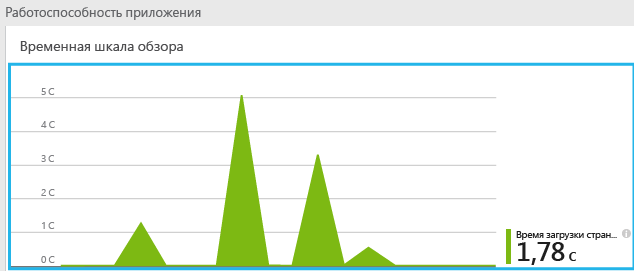 Работоспособность приложения
Временная шкала обзора
5 С
4 С
3 С
2 С
1 С
0 С
Время загрузки стран...
1,78 с